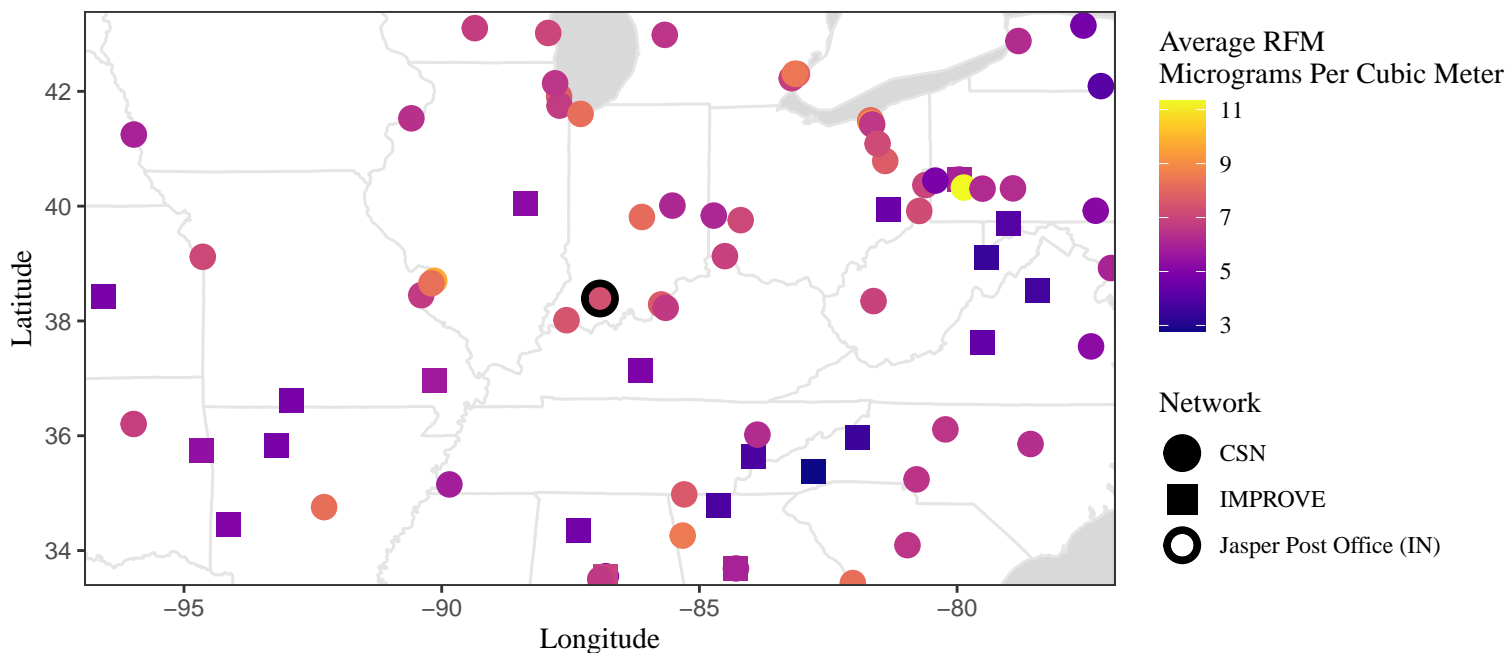 Average RFM
Micrograms Per Cubic Meter
11
9
7
5
3
Network
CSN
IMPROVE
Jasper Post Office (IN)
Latitude
42
40
38
36
34
−95
−90
−85
−80
Longitude